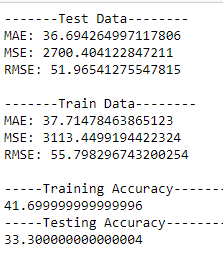 -------Test Data--------
MAE: 36.694264997117806
MSE: 2700.404122847211
RMSE: 51.96541275547815
-------Train Data--------
MAE: 37.71478463865123
MSE: 3113.4499194422324
RMSE: 55.798296743200254
-----Training Accuracy-------
41.699999999999996
-----Testing Accuracy--------
33.300000000000004